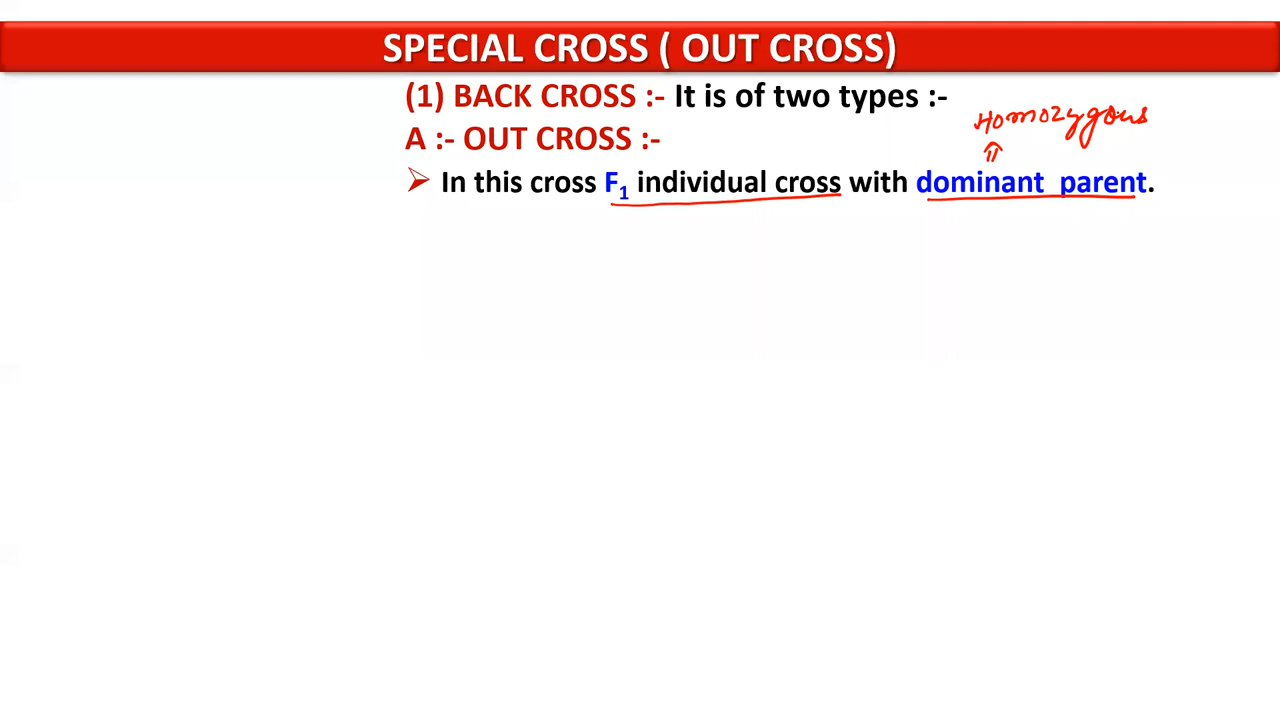 SPECIAL CROSS ( OUT CROSS)
(1) BACK CROSS :- It is of two types :-
Homozygous
A :- OUT CROSS :-
➢ In this cross F₁ individual cross with dominant parent.